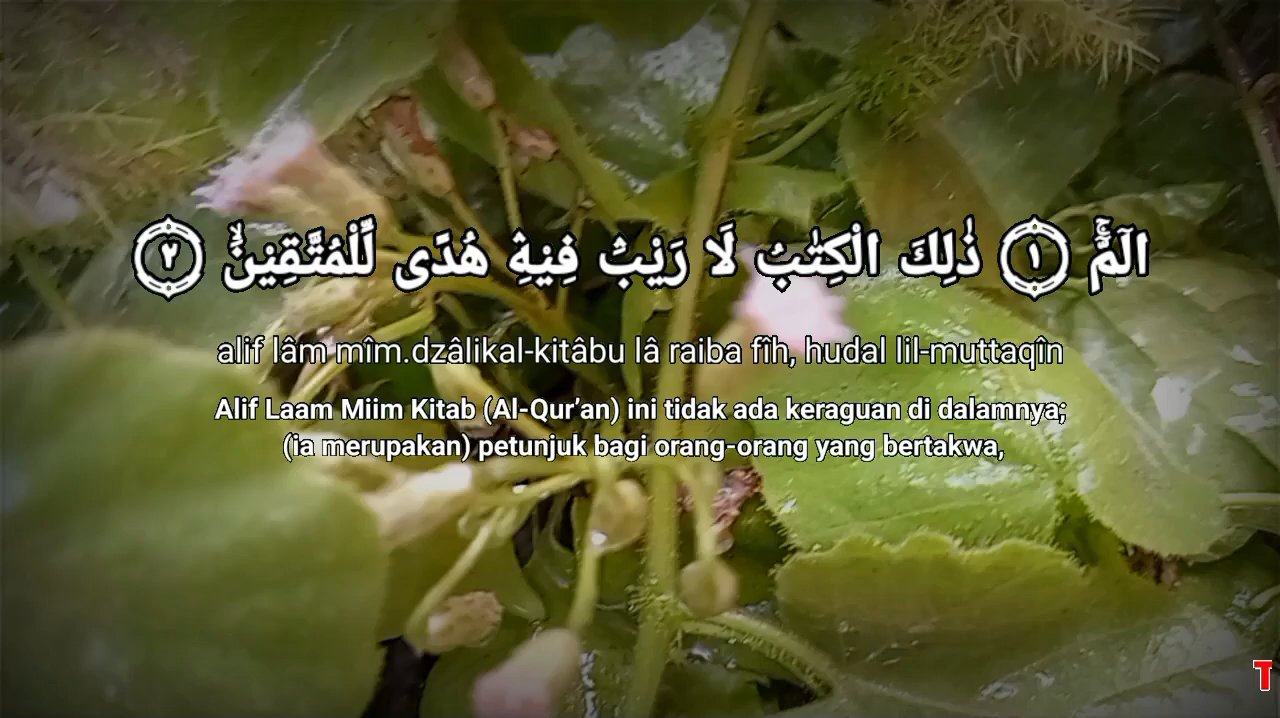 الۤمّۤ ۝١ ذٰلِكَ الْكِتٰبُ لَا رَيْبَۛ فِيْهِۛ هُدًى لِّلْمُتَّقِيْنَۙ ۝٢
alif lâm mîm.dzâlikal-kitâbu lâ raiba fîh, hudal lil-muttaqîn
Alif Laam Miim Kitab (Al-Qur’an) ini tidak ada keraguan di dalamnya;
(ia merupakan) petunjuk bagi orang-orang yang bertakwa,
T